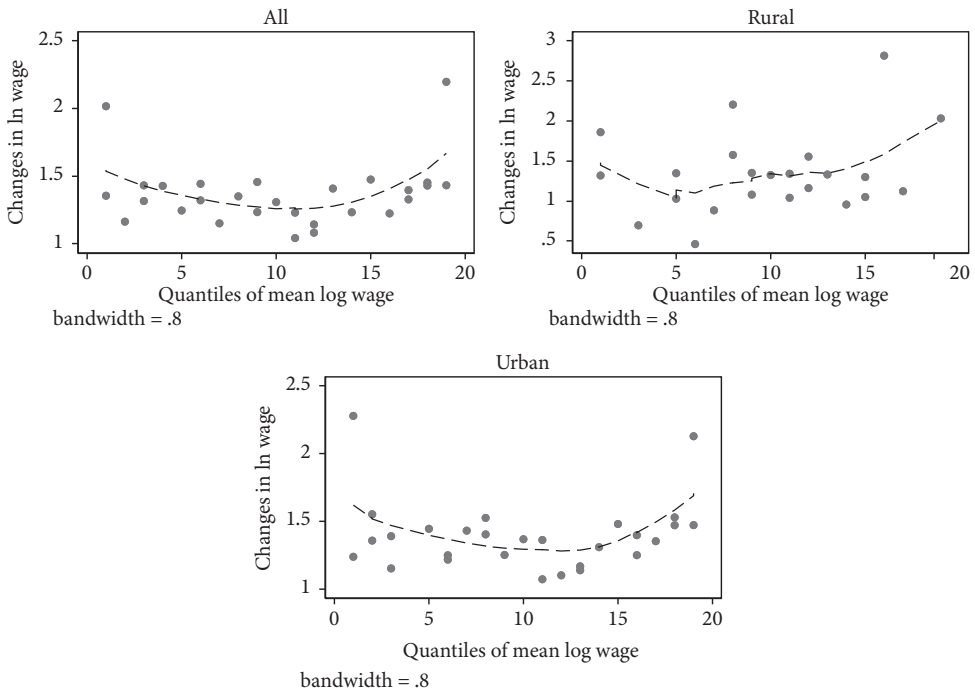 All
Changes in ln wage
2.5
2
1.5
1
0 5 10 15 20
Quantiles of mean log wage
bandwidth = .8
Rural
Changes in ln wage
3
2.5
2
1.5
1
.5
0 5 10 15 20
Quantiles of mean log wage
bandwidth = .8
Urban
Changes in ln wage
2.5
2
1.5
1
0 5 10 15 20
Quantiles of mean log wage
bandwidth = .8